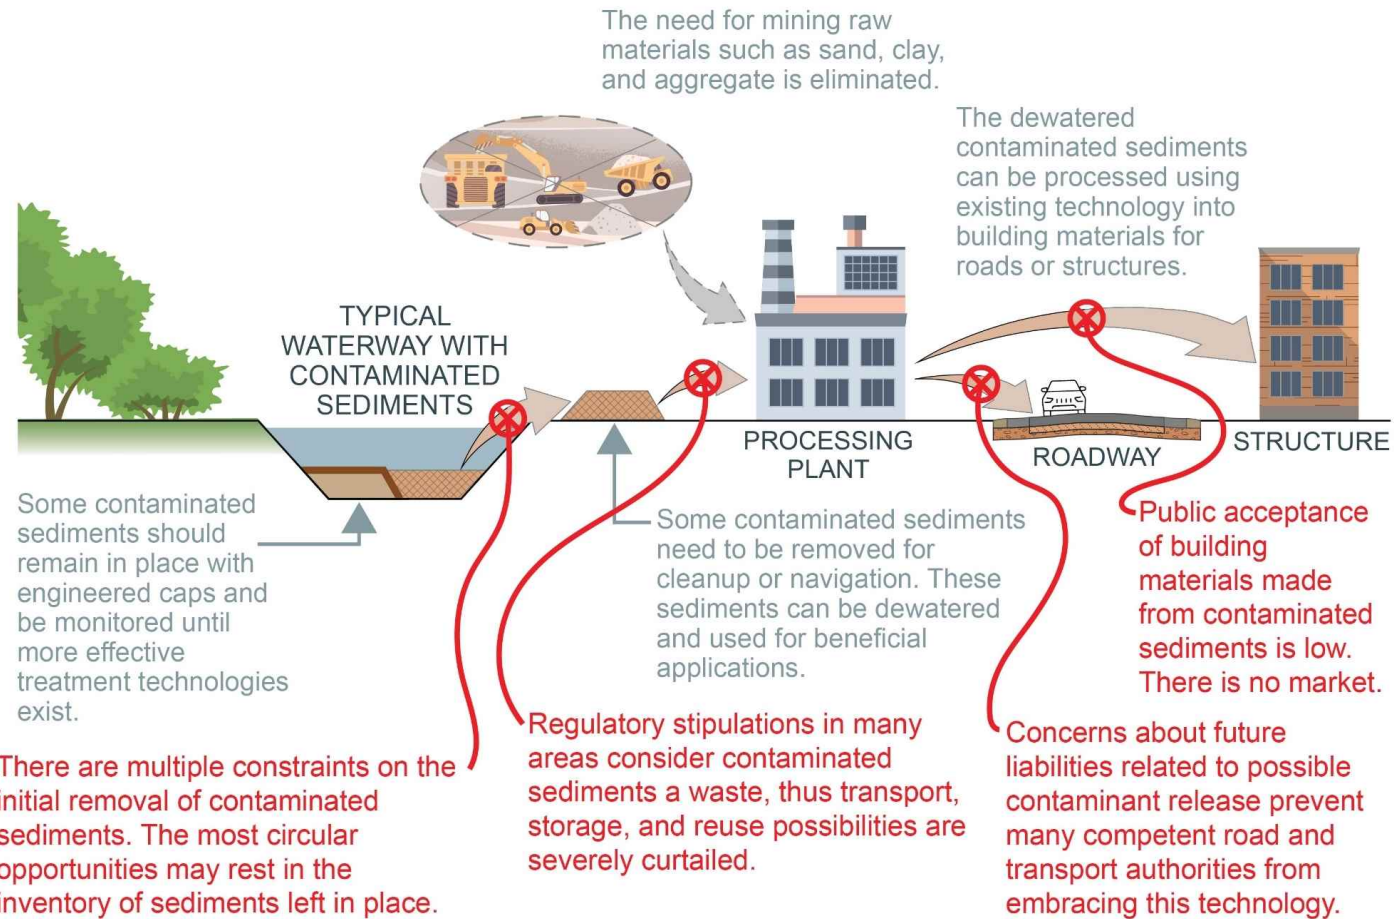 The need for mining raw
materials such as sand, clay,
and aggregate is eliminated.
The dewatered
contaminated sediments
can be processed using
existing technology into
building materials for
roads or structures.
TYPICAL
WATERWAY WITH
CONTAMINATED
SEDIMENTS
PROCESSING
PLANT
ROADWAY
STRUCTURE
Some contaminated
sediments should
remain in place with
engineered caps and
be monitored until
more effective
treatment technologies
exist.
Some contaminated sediments
need to be removed for
cleanup or navigation. These
sediments can be dewatered
and used for beneficial
applications.
Public acceptance
of building
materials made
from contaminated
sediments is low.
There is no market.
There are multiple constraints on the
initial removal of contaminated
sediments. The most circular
opportunities may rest in the
inventory of sediments left in place.
Regulatory stipulations in many
areas consider contaminated
sediments a waste, thus transport,
storage, and reuse possibilities are
severely curtailed.
Concerns about future
liabilities related to possible
contaminant release prevent
many competent road and
transport authorities from
embracing this technology.